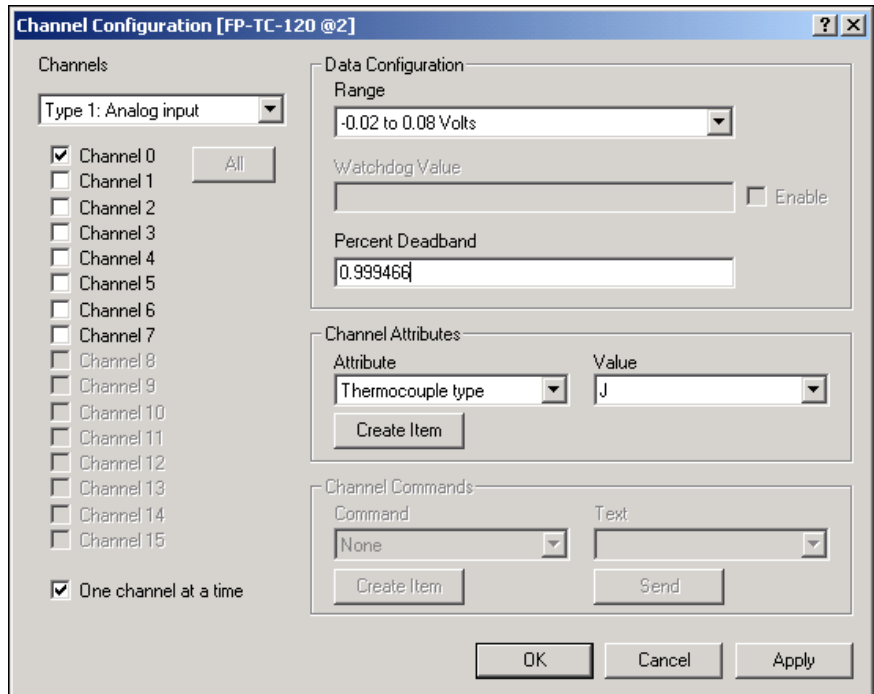 Channel Configuration [FP-TC-120 @2]
Channels
Type 1: Analog input
Channel 0
All
Channel 1
Channel 2
Channel 3
Channel 4
Channel 5
Channel 6
Channel 7
Channel 8
Channel 9
Channel 10
Channel 11
Channel 12
Channel 13
Channel 14
Channel 15
One channel at a time
Data Configuration
Range
-0.02 to 0.08 Volts
Watchdog Value
Enable
Percent Deadband
0.999466
Channel Attributes
Attribute
Value
Thermocouple type
J
Create Item
Channel Commands
Command
Text
None
Create Item
Send
OK
Cancel
Apply